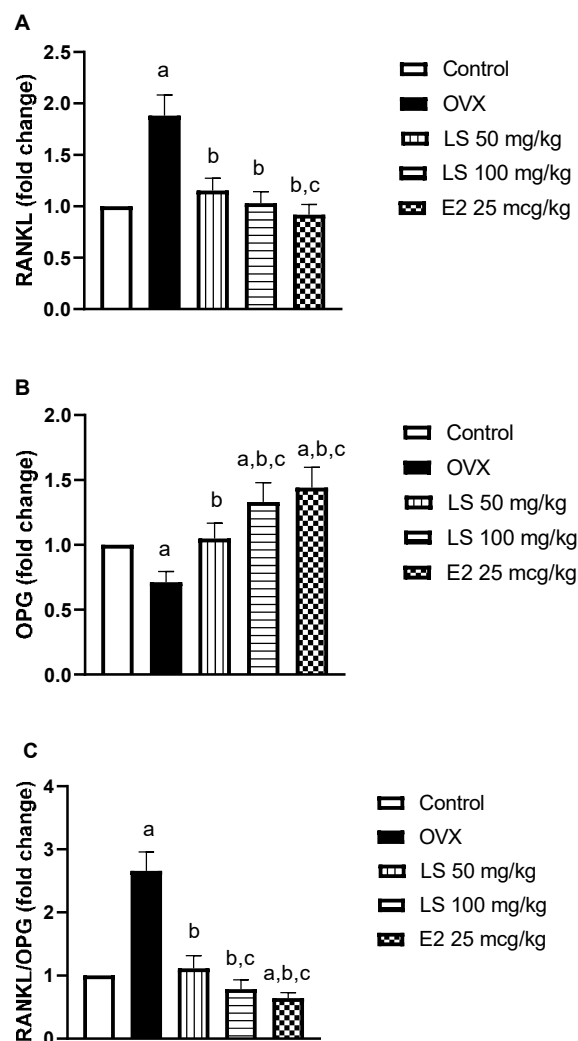 A
RANKL (fold change)
2.5
2.0
1.5
1.0
0.5
0.0
a
b
b
b,c
Control
OVX
LS 50 mg/kg
LS 100 mg/kg
E2 25 mcg/kg
B
OPG (fold change)
2.0
1.5
1.0
0.5
0.0
a
b
a,b,c
a,b,c
Control
OVX
LS 50 mg/kg
LS 100 mg/kg
E2 25 mcg/kg
C
RANKL/OPG (fold change)
4
3
2
1
0
a
b
b,c
a,b,c
Control
OVX
LS 50 mg/kg
LS 100 mg/kg
E2 25 mcg/kg